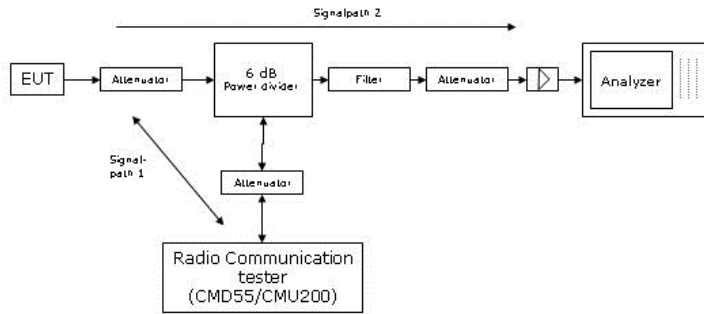 Signalpath 2
EUT
Attenuator
6 dB
Power divider
Filter
Attenuator
Analyzer
Signal-
path 1
Attenuator
Radio Communication
tester
(CMD55/CMU200)